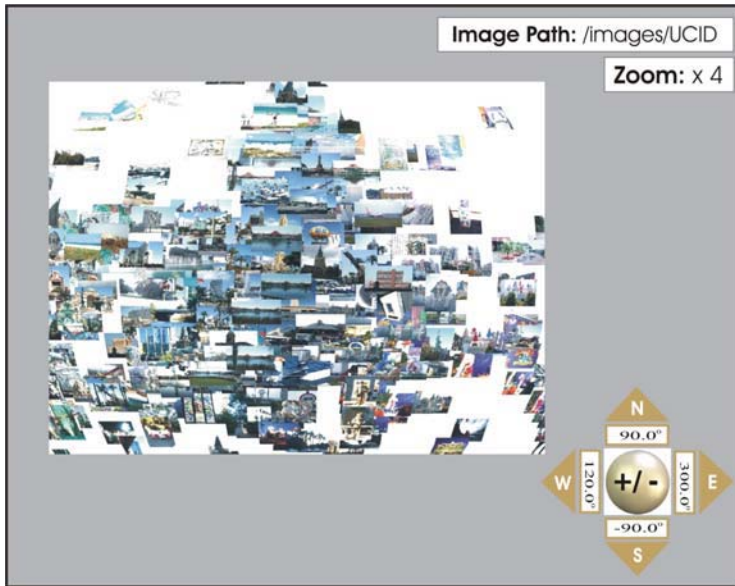 Image Path: /images/UCID
Zoom: x 4
N
90.0°
W
120.0°
+/-
300.0°
E
-90.0°
S